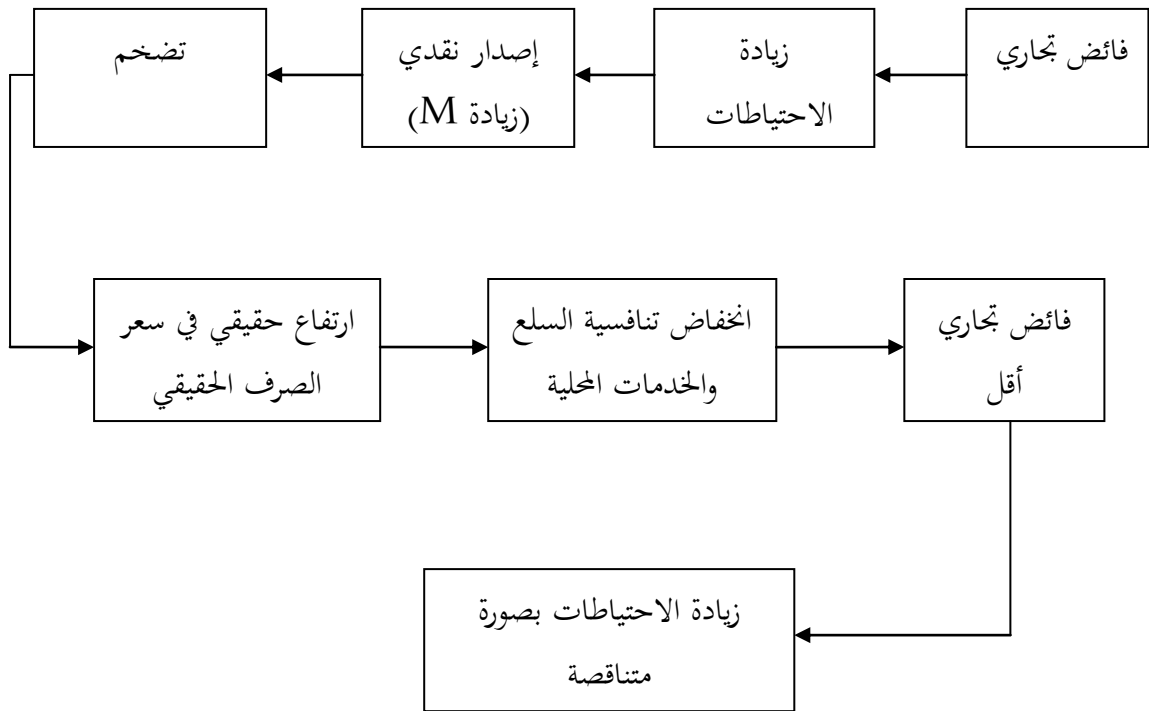 فائض تجاري
زيادة
الاحتياطات
إصدار نقدي
(زيادة M)
تضخم
ارتفاع حقيقي في سعر
الصرف الحقيقي
انخفاض تنافسية السلع
والخدمات المحلية
فائض تجاري
أقل
زيادة الاحتياطات بصورة
متناقصة